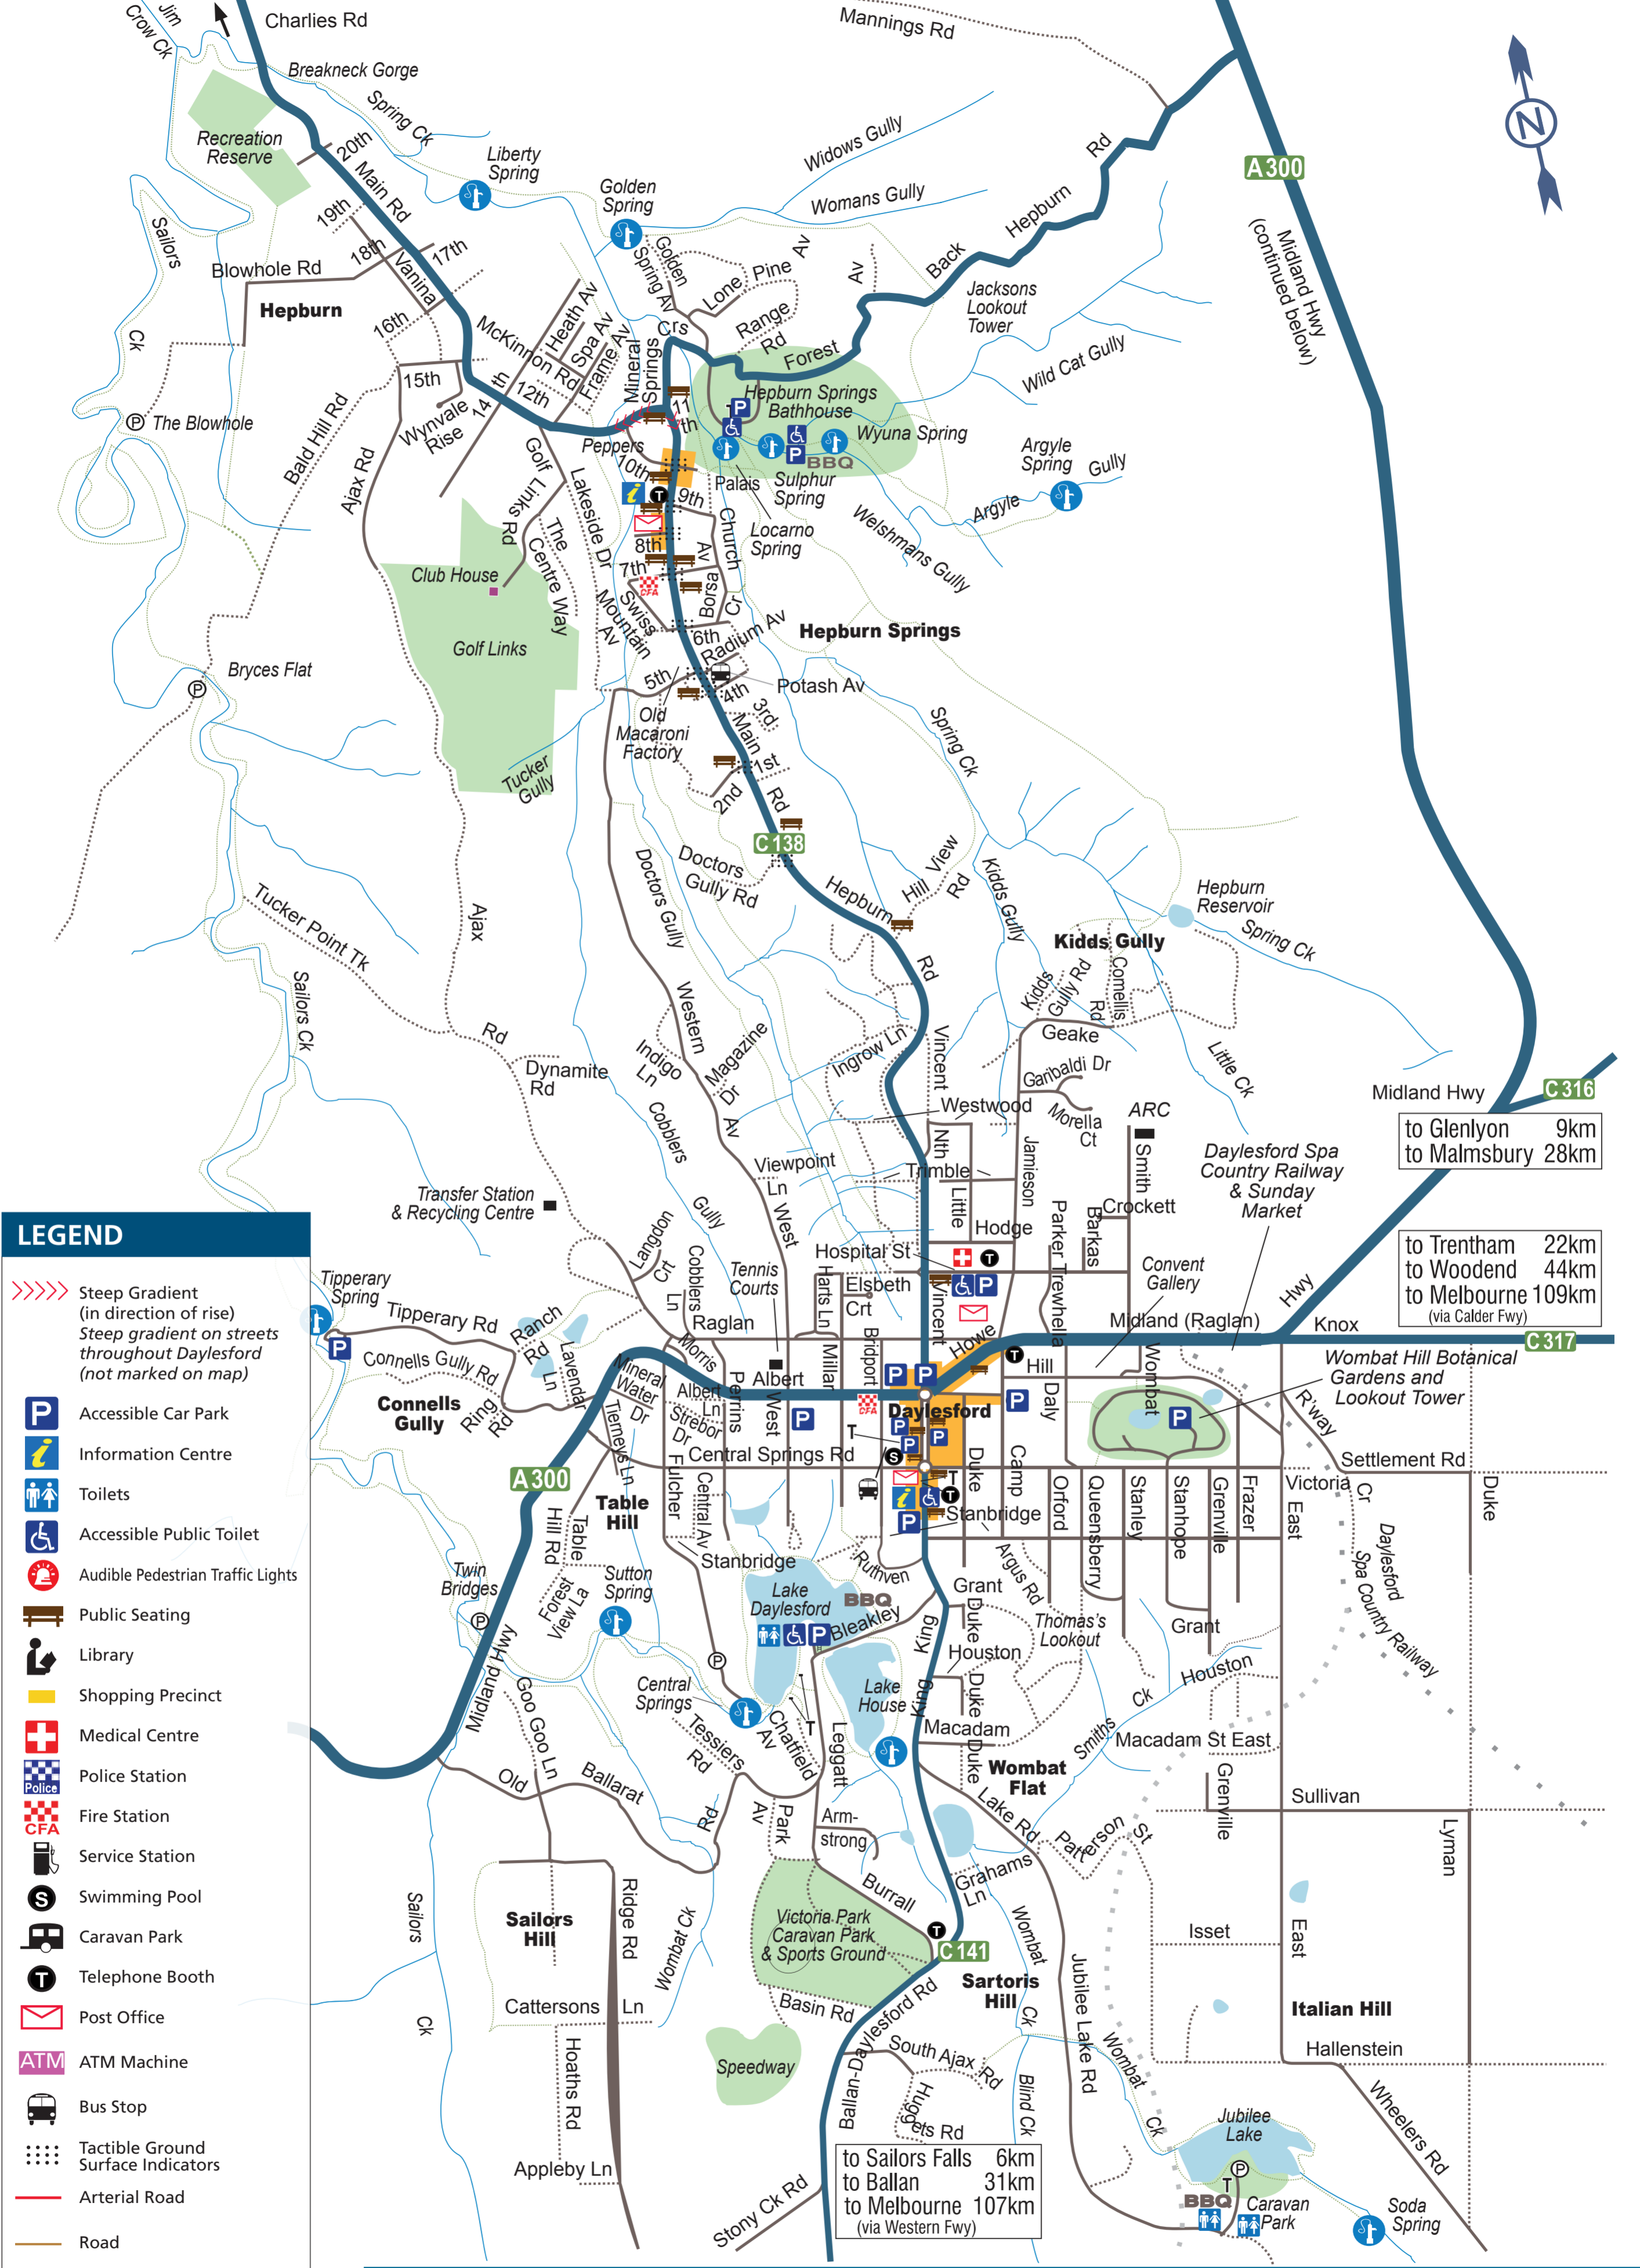 Charlies Rd
Jim
Crow Ck
Breakneck Gorge
Spring Ck
Mannings Rd
N
A300
Midland Hwy
(continued below)
Recreation
Reserve
20th
Main Rd
Liberty
Spring
Golden
Spring
Widows Gully
Womans Gully
Hepburn
Rd
Back
19th
18th
17th
Vanina
Sailors
Ck
Blowhole Rd
Hepburn
16th
McKinnon Rd
Heath Av
Spa Av
Frame Av
Mineral
Springs
Crs
Golden
Spring Av
Lone
Pine
Av
Av
Range
Rd
Forest
Jacksons
Lookout
Tower
Wild Cat Gully
15th
14 th
12th
11 th
Wynvale
Rise
P The Blowhole
Bald Hill Rd
Ajax Rd
Golf
Links
Rd
Peppers
10th
9th
8th
7th
Hepburn Springs
Bathhouse
Wyuna Spring
BBQ
Palais
Sulphur
Spring
Locarno
Spring
Argyle
Spring
Argyle
Gully
Welshmans Gully
Lakeside Dr
The
Centre Way
Club House
Golf Links
CFA
Church
Av
Borsa
Cr
Swiss
Mountain
Av
6th
Radium Av
Hepburn Springs
5th
4th
3rd
Potash Av
Old
Macaroni
Factory
Main
Rd
1st
2nd
Bryces Flat
P
Tucker
Gully
C138
Spring Ck
Doctors
Gully Rd
Doctors Gully
Hepburn
Rd
Hill View
Rd
Kidds Gully
Kidds Gully
Hepburn
Reservoir
Spring Ck
Tucker Point Tk
Ajax
Rd
Sailors Ck
Dynamite
Rd
Western
Av
Indigo
Ln
Magazine
Dr
Ingrow Ln
Vincent
Nth
Kidds
Gully Rd
Comellis
Rd
Geake
Garibaldi Dr
Morella
Ct
Little Ck
ARC
Midland Hwy
C316
to Glenlyon 9km
to Malmsbury 28km
Westwood
Cobblers
Gully
Viewpoint
Ln
Trimble
Little
Jamieson
Smith
Crockett
Daylesford Spa
Country Railway
& Sunday
Market
Transfer Station
& Recycling Centre
Langdon
Crt
Cobblers
Ln
West
Tennis
Courts
Hospital St
Hodge
Parker
Trewhella
Barkas
Convent
Gallery
to Trentham 22km
to Woodend 44km
to Melbourne 109km
(via Calder Fwy)
Harts Ln
Elsbeth
Crt
Vincent
Howe
Midland (Raglan)
Hwy
Knox
C317
Tipperary
Spring
Tipperary Rd
Ranch
Rd
Raglan
Morris
Millar
Bridport
Hill
Daly
Wombat
Wombat Hill Botanical
Gardens and
Lookout Tower
Connells Gully Rd
Connells
Gully
Ring
Rd
Lavendar
Ln
Mineral
Water
Dr
Albert
Ln
Strebor
Dr
Perrins
Albert
West
CFA
Daylesford
T
Central Springs Rd
Duke
Camp
R'way
Cr
Settlement Rd
Victoria
A300
Tierneys Ln
Table
Hill
Fulcher
Central Av
Stanbridge
Stanbridge
Orford
Queensberry
Stanley
Stanhope
Grenville
Frazer
East
Duke
Hill Rd
Table
Forest
View La
Ruthven
Argus Rd
Daylesford
Spa Country Railway
Twin
Bridges
P
Sutton
Spring
Lake
Daylesford
BBQ
Bleakley
Grant
Duke
Thomas's
Lookout
Grant
Houston
Houston
P
Central
Springs
Lake
House
King
King
Duke
Ck
Smiths
Macadam
Macadam St East
Midland Hwy
Goo Goo Ln
Tessiers
Rd
Chatfield
Av
T
Leggatt
Duke
Wombat
Flat
Lake Rd
Grenville
Sullivan
Old
Ballarat
Rd
Park
Av
Arm-
strong
Patterson
St
Lyman
Sailors
Ck
Sailors
Hill
Ridge Rd
Wombat Ck
Burrall
Grahams
Ln
Victoria Park
Caravan Park
& Sports Ground
C141
Wombat
Ck
Isset
East
Cattersons Ln
Basin Rd
Sartoris
Hill
Jubilee Lake Rd
Italian Hill
Hoaths Rd
Speedway
Ballan-Daylesford Rd
South Ajax Rd
Huggets Rd
Blind Ck
Wombat
Ck
Hallenstein
Wheelers Rd
Appleby Ln
Stony Ck Rd
to Sailors Falls 6km
to Ballan 31km
to Melbourne 107km
(via Western Fwy)
Jubilee
Lake
P
T
BBQ
Caravan
Park
Soda
Spring
LEGEND
Steep Gradient
(in direction of rise)
Steep gradient on streets
throughout Daylesford
(not marked on map)
P Accessible Car Park
i Information Centre
Toilets
Accessible Public Toilet
Audible Pedestrian Traffic Lights
Public Seating
Library
Shopping Precinct
Medical Centre
Police Police Station
CFA Fire Station
Service Station
S Swimming Pool
Caravan Park
T Telephone Booth
Post Office
ATM ATM Machine
Bus Stop
Tactible Ground
Surface Indicators
Arterial Road
Road